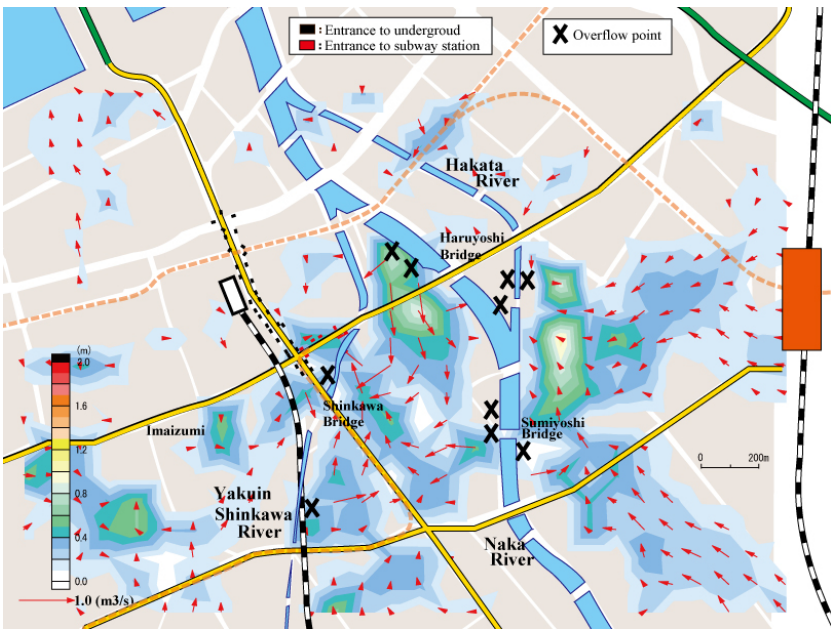 : Entrance to undergroud
: Entrance to subway station
Overflow point
Hakata
River
Haruyoshi
Bridge
(m)
2.0
1.6
1.2
0.8
0.4
0.0
1.0 (m3/s)
Imaizumi
Shinkawa
Bridge
Sumiyoshi
Bridge
0
200m
Yakuin
Shinkawa
River
Naka
River